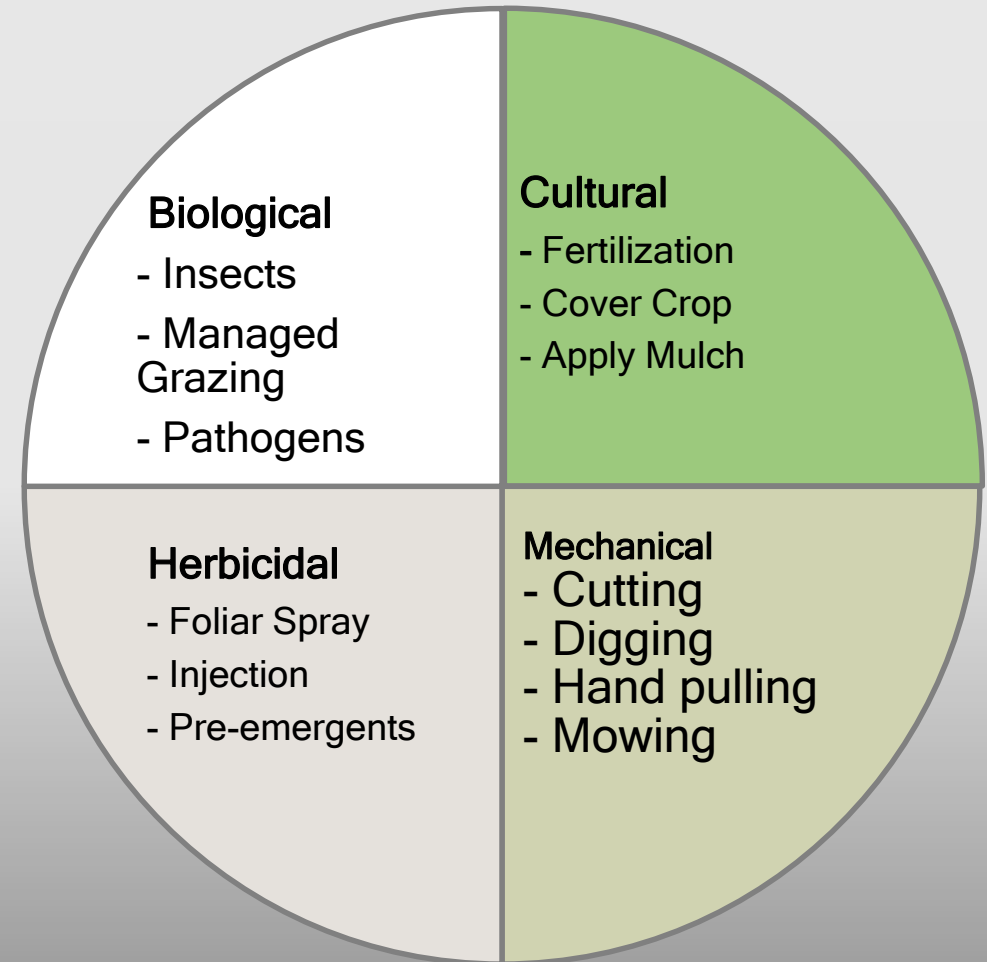 Biological
- Insects
- Managed
Grazing
- Pathogens
Cultural
- Fertilization
- Cover Crop
- Apply Mulch
Herbicidal
- Foliar Spray
- Injection
- Pre-emergents
Mechanical
- Cutting
- Digging
- Hand pulling
- Mowing